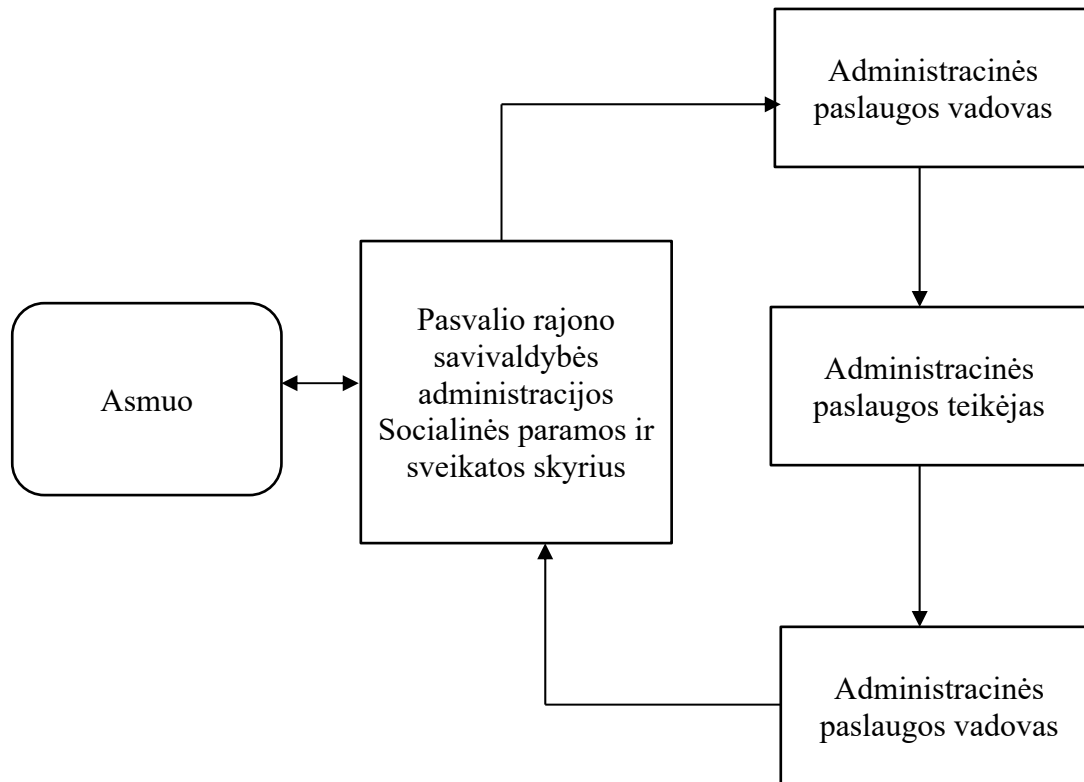 Administracinės
paslaugos vadovas
Pasvalio rajono
savivaldybės
administracijos
Socialinės paramos ir
sveikatos skyrius
Asmuo
Administracinės
paslaugos teikėjas
Administracinės
paslaugos vadovas